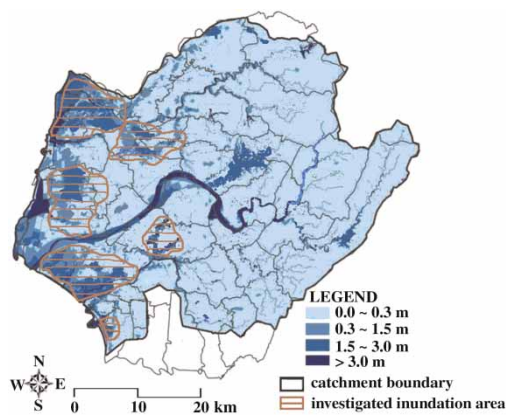 LEGEND
0.0 ~ 0.3 m
0.3 ~ 1.5 m
1.5 ~ 3.0 m
> 3.0 m
N
W E
S
catchment boundary
investigated inundation area
0 10 20 km